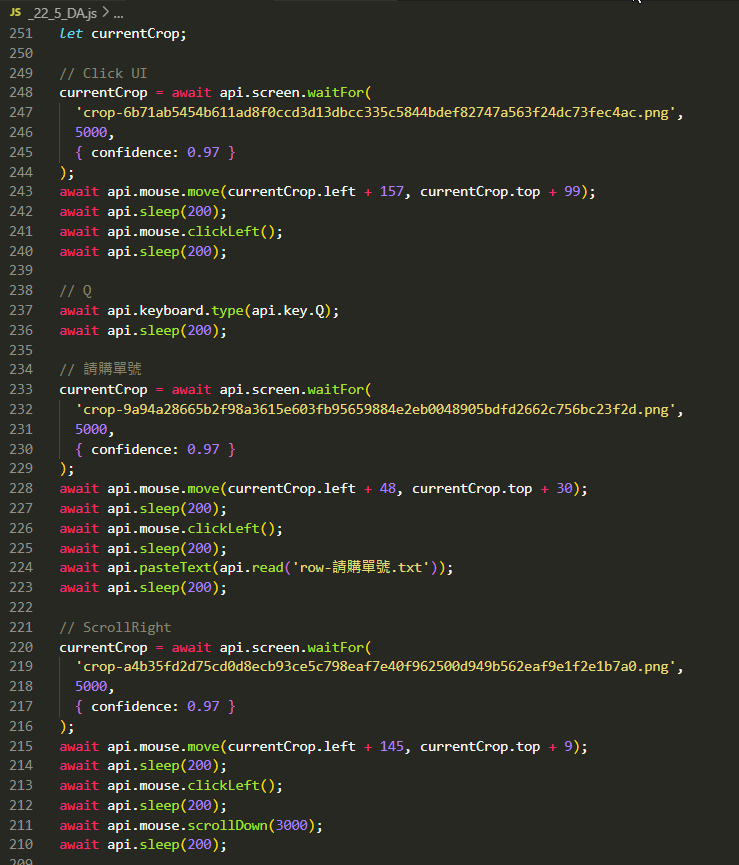 JS _22_5_DA.js > ...
251 let currentCrop;
250
249 // Click UI
248 currentCrop = await api.screen.waitFor(
247 'crop-6b71ab5454b611ad8f0ccd3d13dbcc335c5844bdef82747a563f24dc73fec4ac.png',
246 5000,
245 { confidence: 0.97 }
244 );
243 await api.mouse.move(currentCrop.left + 157, currentCrop.top + 99);
242 await api.sleep(200);
241 await api.mouse.clickLeft();
240 await api.sleep(200);
239
238 // Q
237 await api.keyboard.type(api.key.Q);
236 await api.sleep(200);
235
234 // 請購單號
233 currentCrop = await api.screen.waitFor(
232 'crop-9a94a28665b2f98a3615e603fb95659884e2eb0048905bdfd2662c756bc23f2d.png',
231 5000,
230 { confidence: 0.97 }
229 );
228 await api.mouse.move(currentCrop.left + 48, currentCrop.top + 30);
227 await api.sleep(200);
226 await api.mouse.clickLeft();
225 await api.sleep(200);
224 await api.pasteText(api.read('row-請購單號.txt'));
223 await api.sleep(200);
222
221 // ScrollRight
220 currentCrop = await api.screen.waitFor(
219 'crop-a4b35fd2d75cd0d8ecb93ce5c798eaf7e40f962500d949b562eaf9e1f2e1b7a0.png',
218 5000,
217 { confidence: 0.97 }
216 );
215 await api.mouse.move(currentCrop.left + 145, currentCrop.top + 9);
214 await api.sleep(200);
213 await api.mouse.clickLeft();
212 await api.sleep(200);
211 await api.mouse.scrollDown(3000);
210 await api.sleep(200);
209